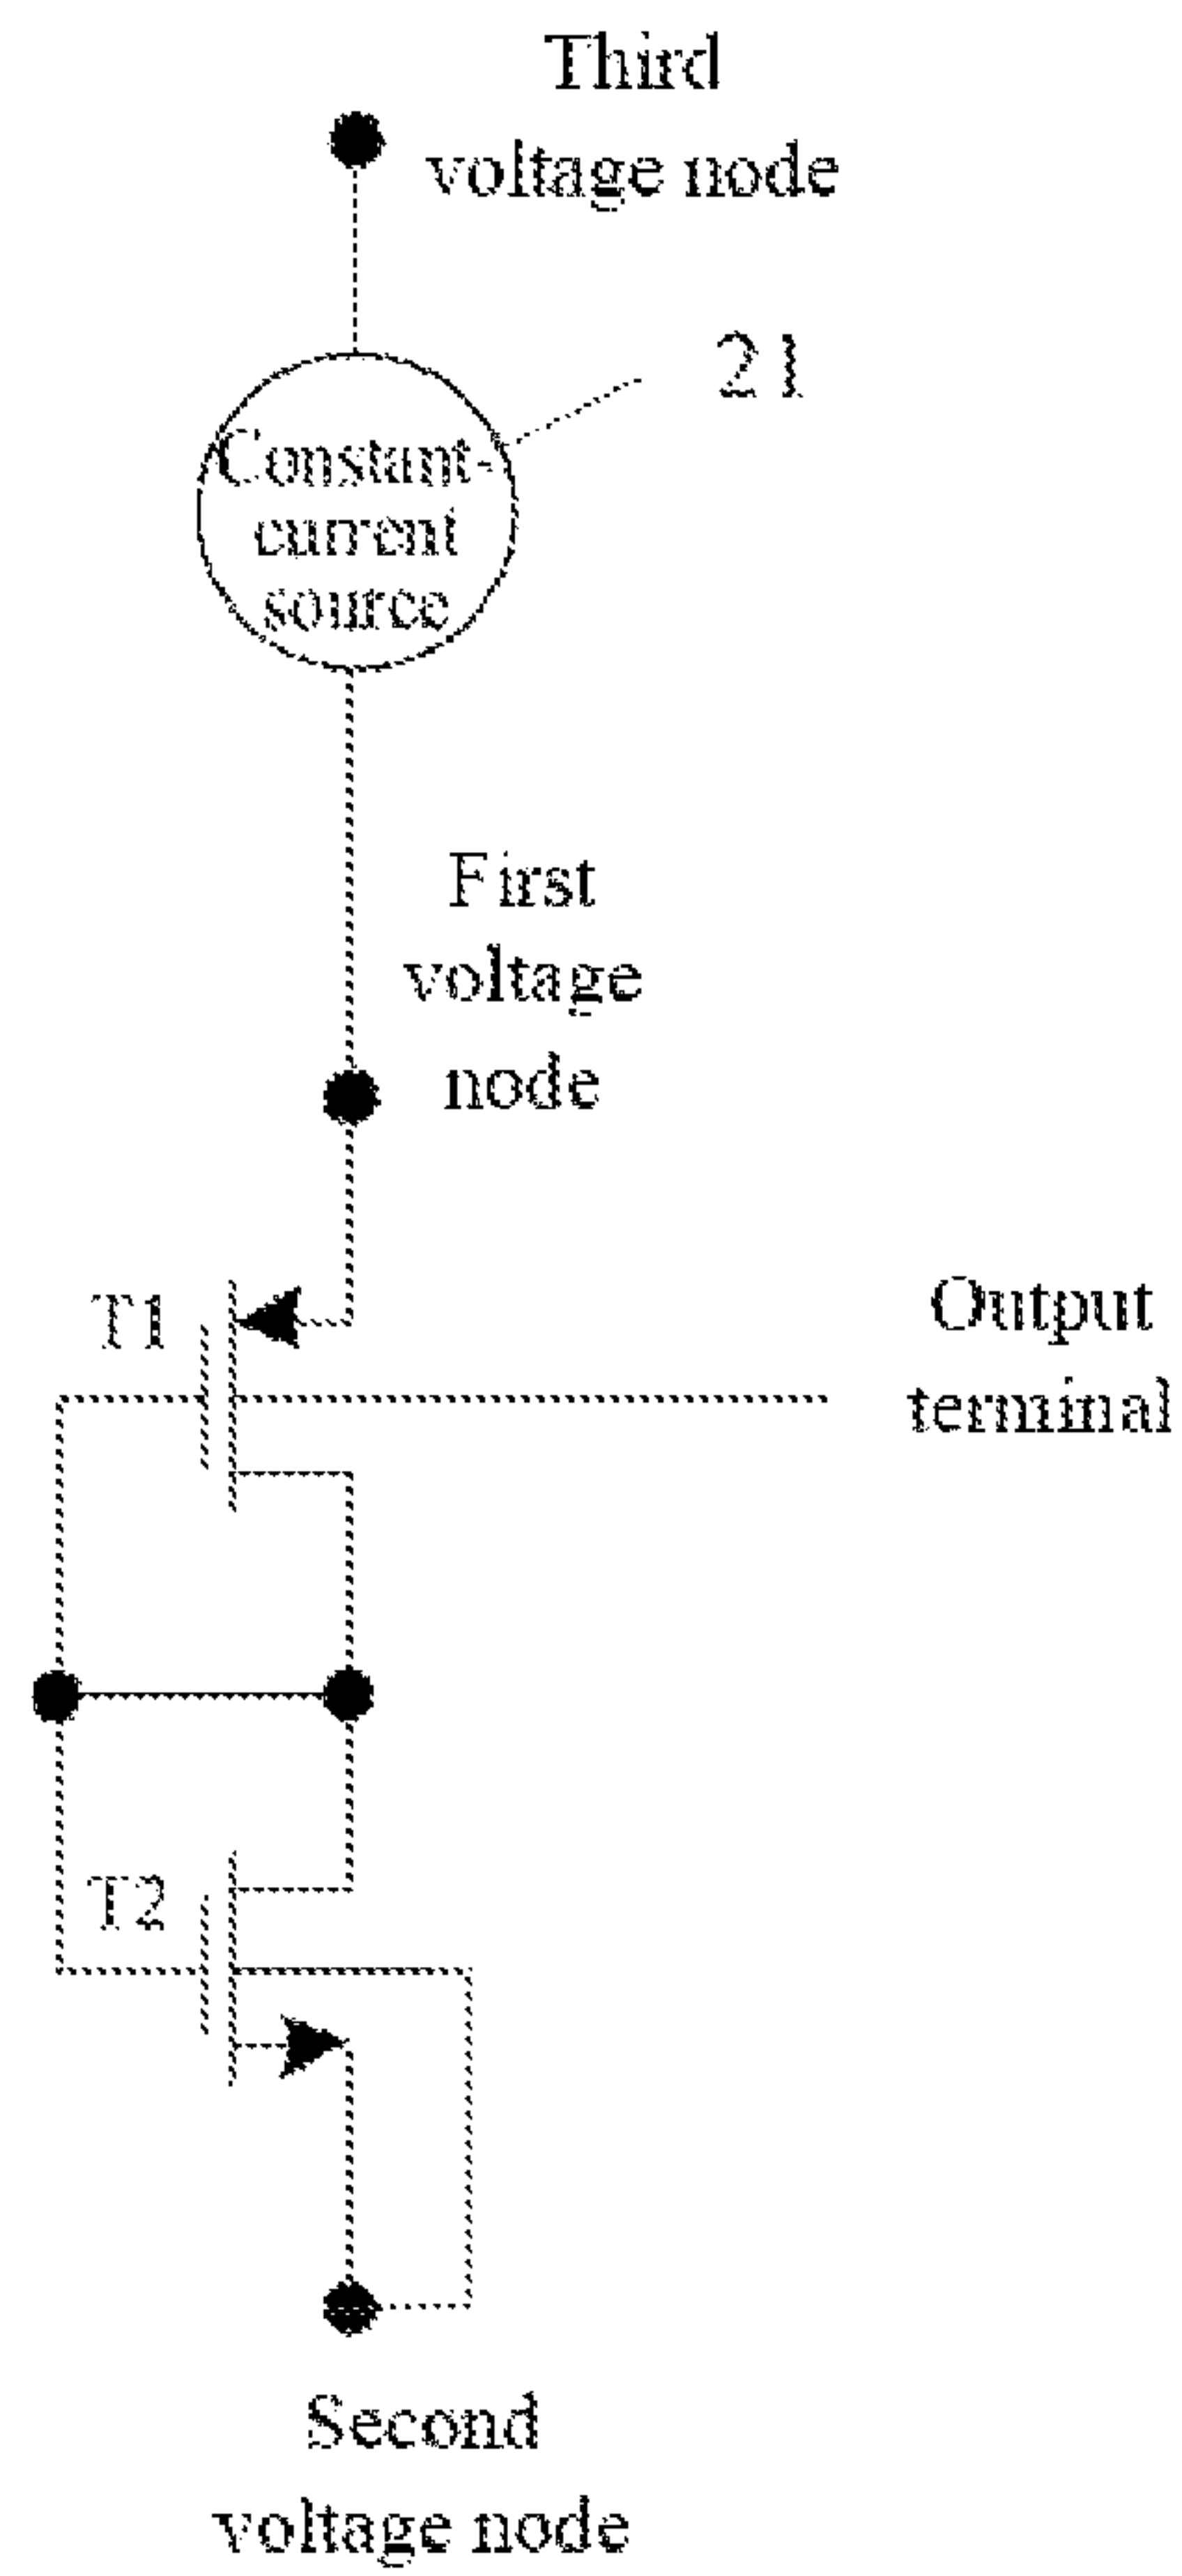 Third
voltage node
21
Constant-
current
source
First
voltage
node
T1
Output
terminal
T2
Second
voltage node